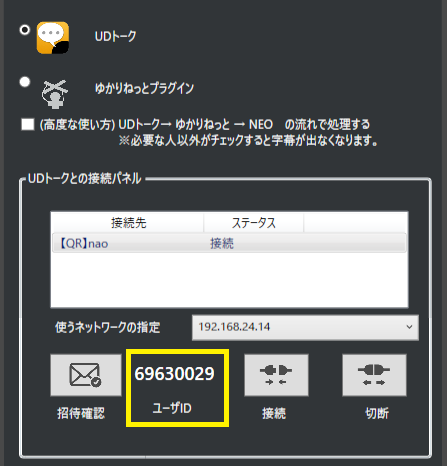 UDトーク
ゆかりねっとプラグイン
(高度な使い方) UDトーク→ ゆかりねっと → NEO　の流れで処理する
※必要な人以外がチェックすると字幕が出なくなります。
UDトークとの接続パネル
接続先 ステータス
【QR】nao 接続
使うネットワークの指定 192.168.24.14
69630029
招待確認 ユーザID 接続 切断